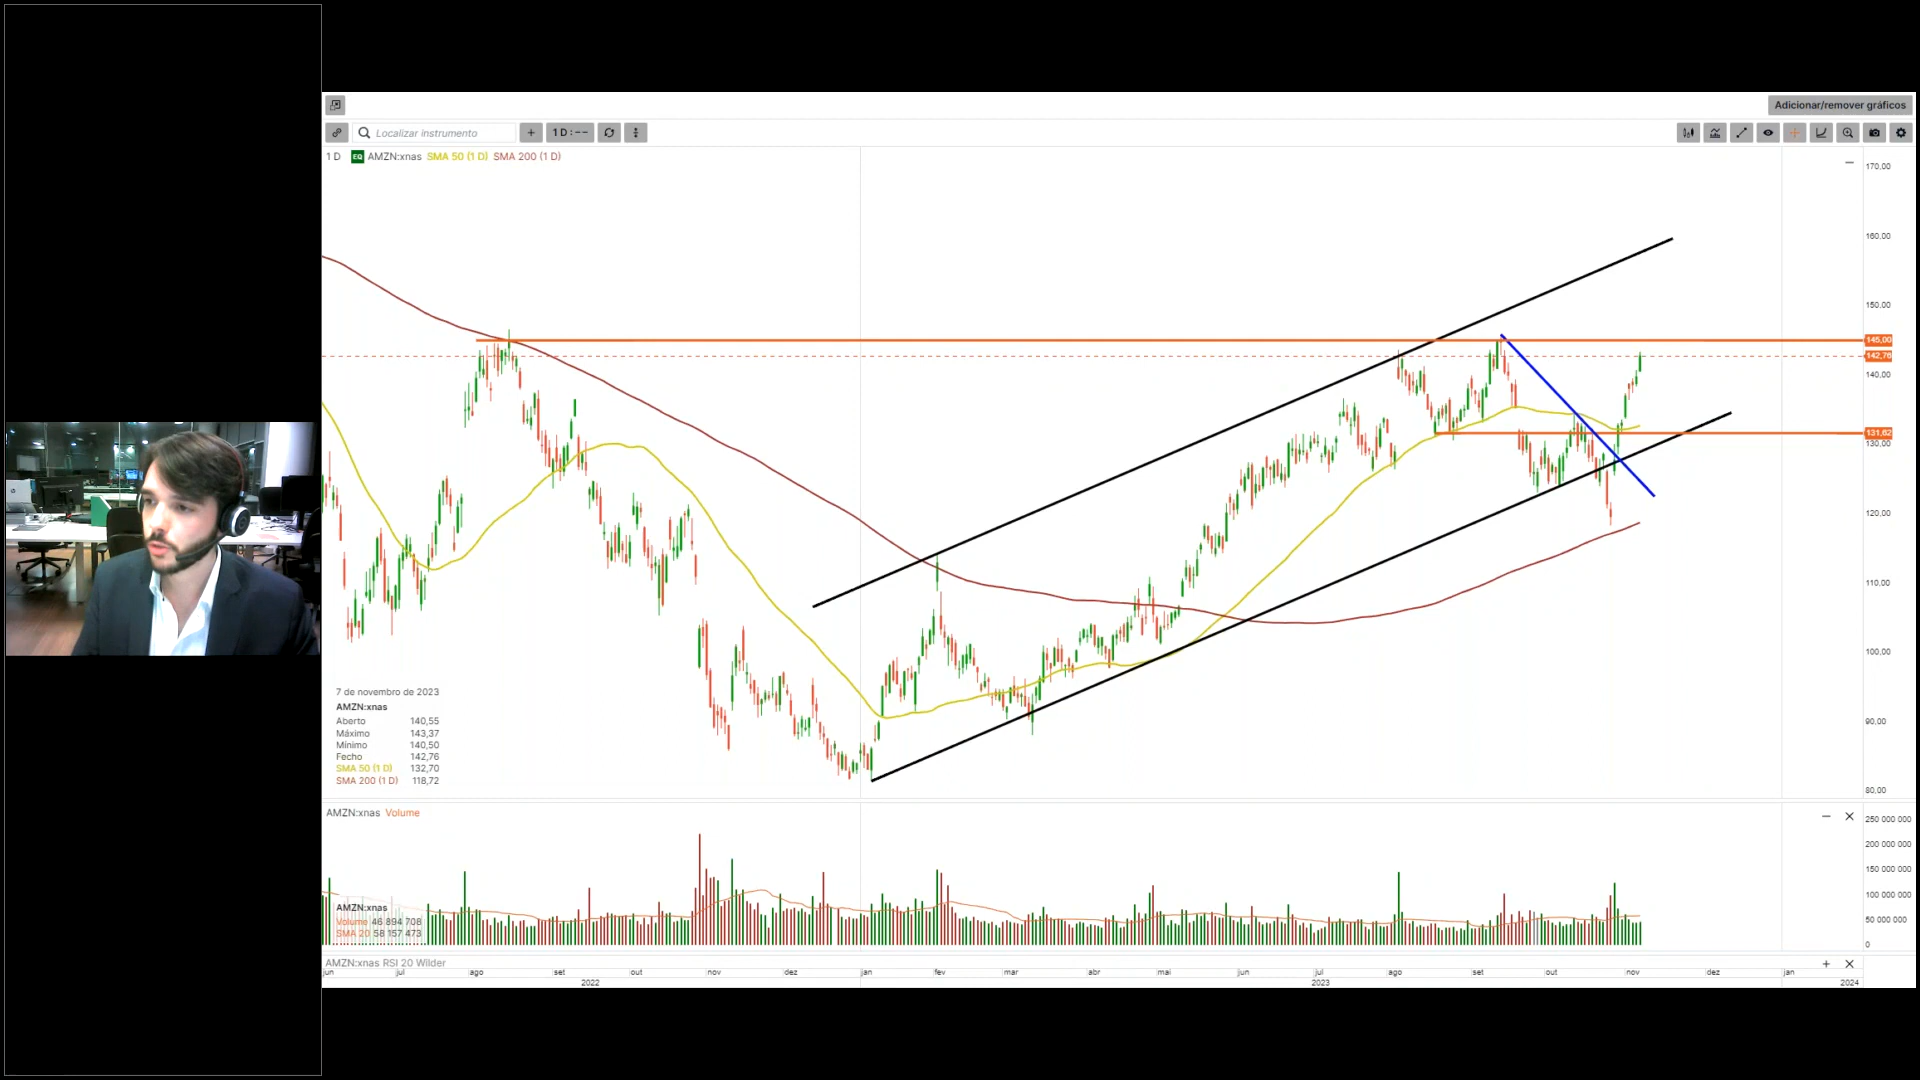 Adicionar/remover gráficos
Localizar instrumento
1 D : --
1 D EQ AMZN:xnas SMA 50 (1 D) SMA 200 (1 D)
170,00
160,00
150,00
145,00
142,76
140,00
131,62
130,00
120,00
110,00
100,00
90,00
80,00
7 de novembro de 2023
AMZN:xnas
Aberto 140,55
Máximo 143,37
Mínimo 140,50
Fecho 142,76
SMA 50 (1 D) 132,70
SMA 200 (1 D) 118,72
AMZN:xnas Volume
250 000 000
200 000 000
150 000 000
100 000 000
50 000 000
0
AMZN:xnas
Volume 46 894 708
SMA 20 58 157 473
AMZN:xnas RSI 20 Wilder
jun jul ago set out nov dez jan fev mar abr mai jun jul ago set out nov dez jan
2022 2023 2024